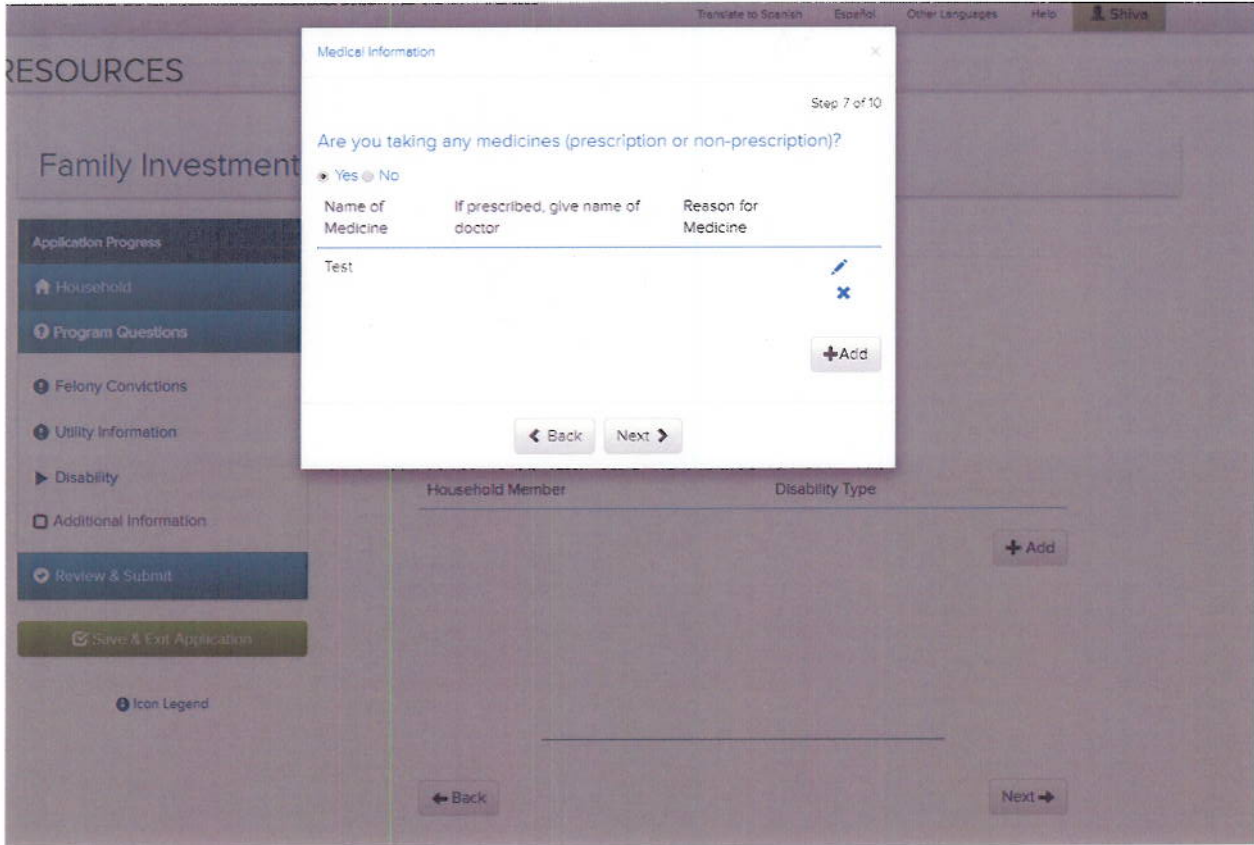 Translate to Spanish Español Other Languages Help Shiva
RESOURCES
Family Investment
Application Progress
Household
Program Questions
Felony Convictions
Utility Information
Disability
Additional Information
Review & Submit
Save & Exit Application
Icon Legend
Medical Information
Step 7 of 10
Are you taking any medicines (prescription or non-prescription)?
Yes No
Name of If prescribed, give name of Reason for
Medicine doctor Medicine
Test
Add
Back Next
Household Member Disability Type
Add
Back Next